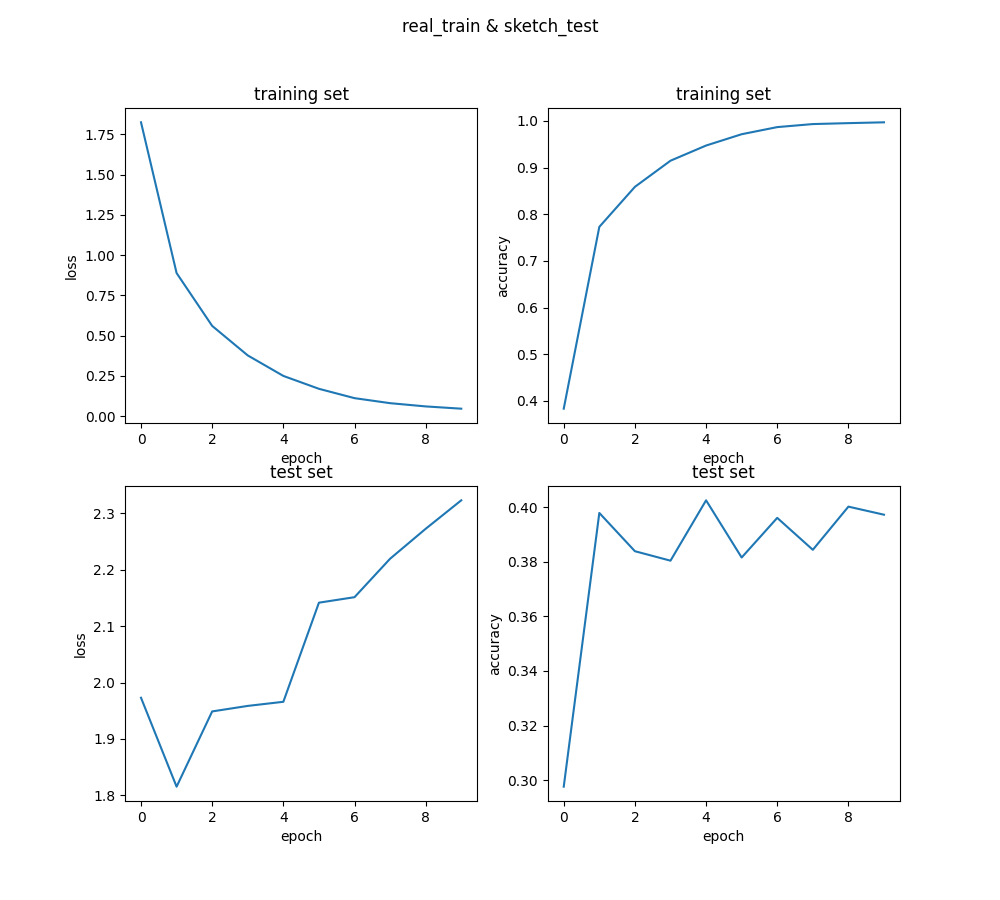 real_train & sketch_test
training set
1.75
1.50
1.25
1.00
0.75
0.50
0.25
0.00
loss
0 2 4 6 8
epoch
training set
1.0
0.9
0.8
0.7
0.6
0.5
0.4
accuracy
0 2 4 6 8
epoch
test set
2.3
2.2
2.1
2.0
1.9
1.8
loss
0 2 4 6 8
epoch
test set
0.40
0.38
0.36
0.34
0.32
0.30
accuracy
0 2 4 6 8
epoch